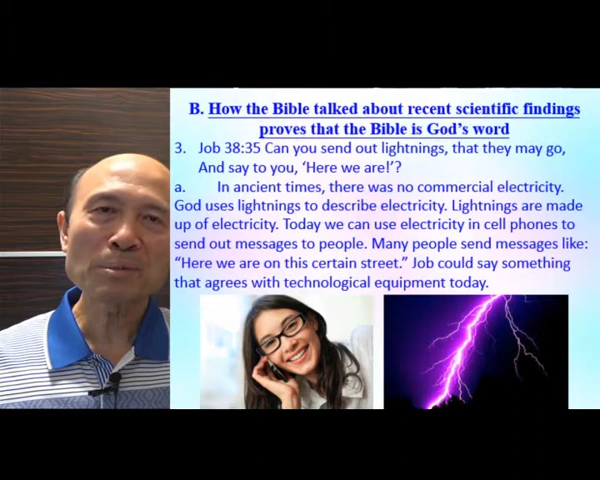 B. How the Bible talked about recent scientific findings
proves that the Bible is God's word
3. Job 38:35 Can you send out lightnings, that they may go,
And say to you, ‘Here we are!’?
a. In ancient times, there was no commercial electricity.
God uses lightnings to describe electricity. Lightnings are made
up of electricity. Today we can use electricity in cell phones to
send out messages to people. Many people send messages like:
“Here we are on this certain street.” Job could say something
that agrees with technological equipment today.